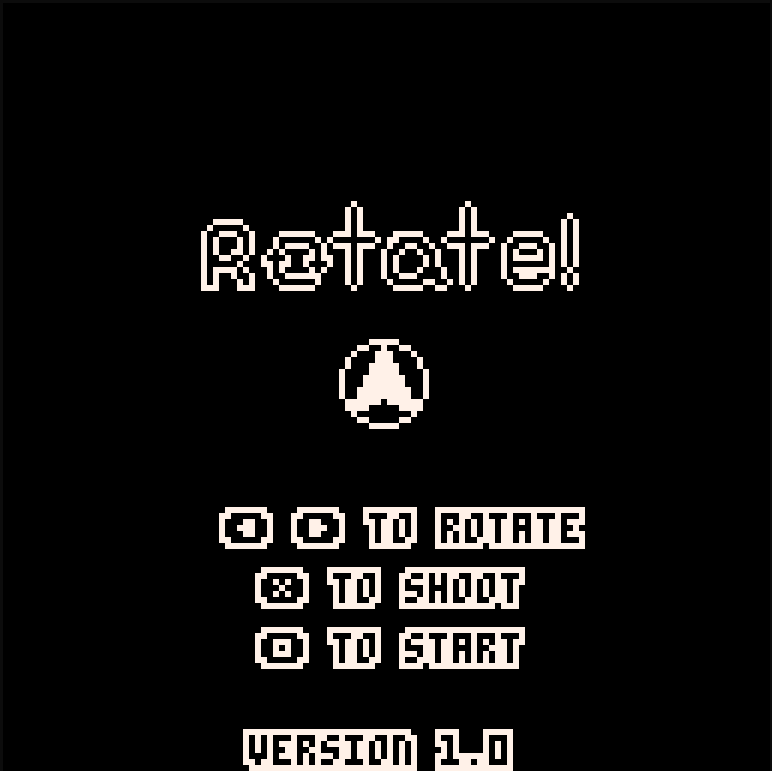 Rotate!
⬅️ ➡️ TO ROTATE
❎ TO SHOOT
🅾️ TO START
VERSION 1.0